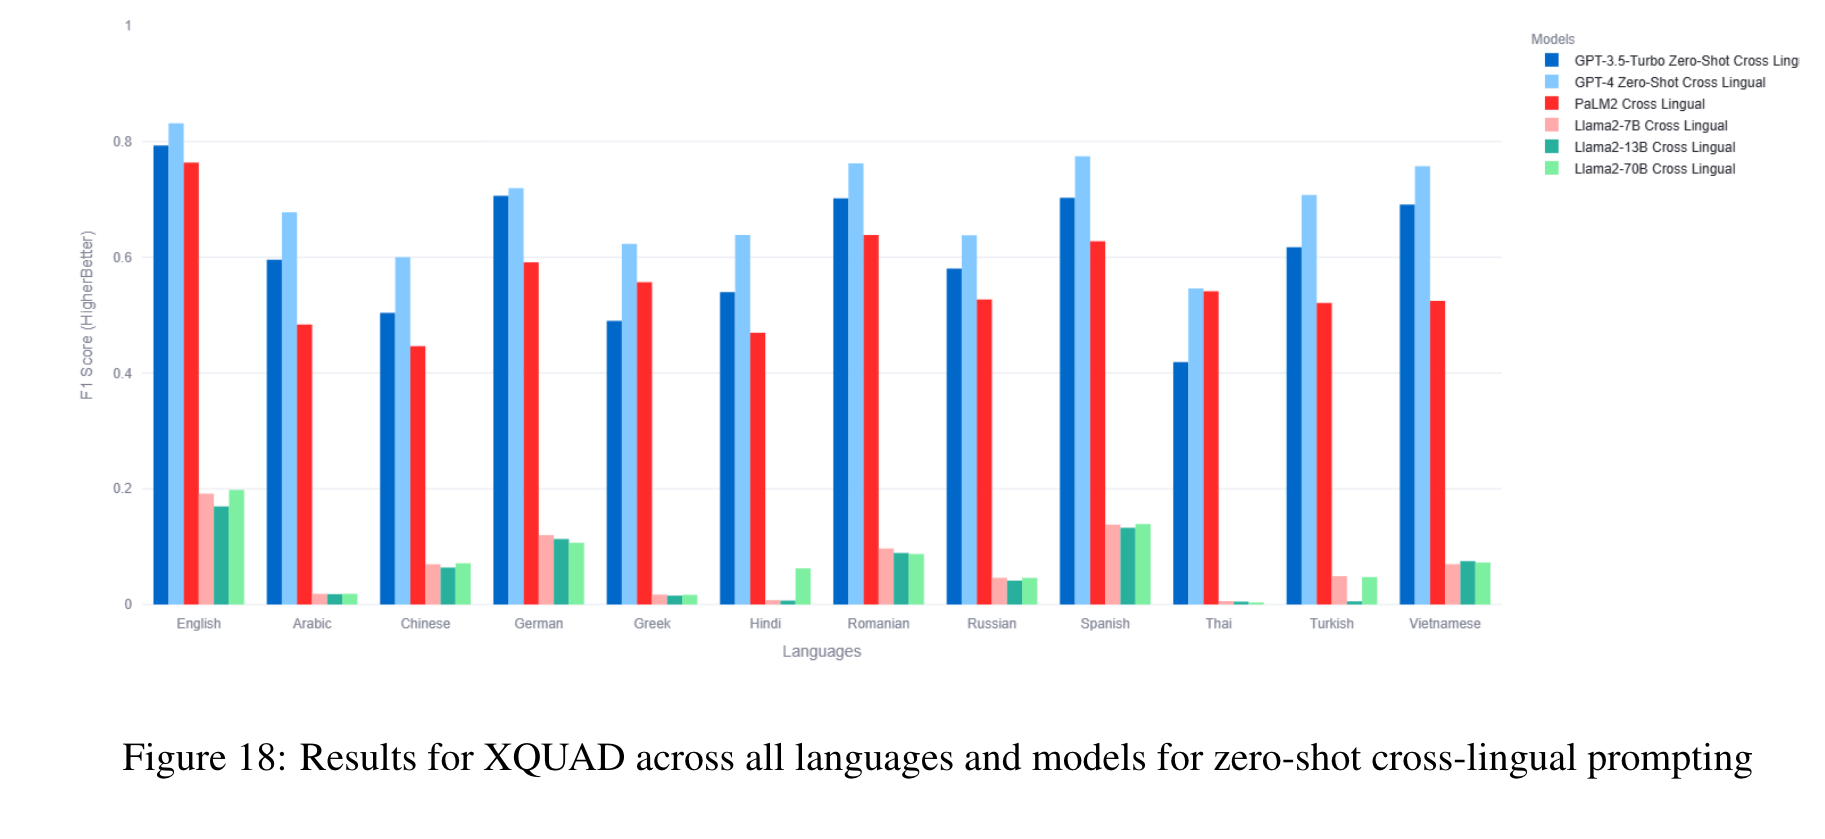 1
0.8
0.6
0.4
0.2
0
F1 Score (HigherBetter)
English Arabic Chinese German Greek Hindi Romanian Russian Spanish Thai Turkish Vietnamese
Languages
Models
GPT-3.5-Turbo Zero-Shot Cross Ling
GPT-4 Zero-Shot Cross Lingual
PaLM2 Cross Lingual
Llama2-7B Cross Lingual
Llama2-13B Cross Lingual
Llama2-70B Cross Lingual
Figure 18: Results for XQUAD across all languages and models for zero-shot cross-lingual prompting